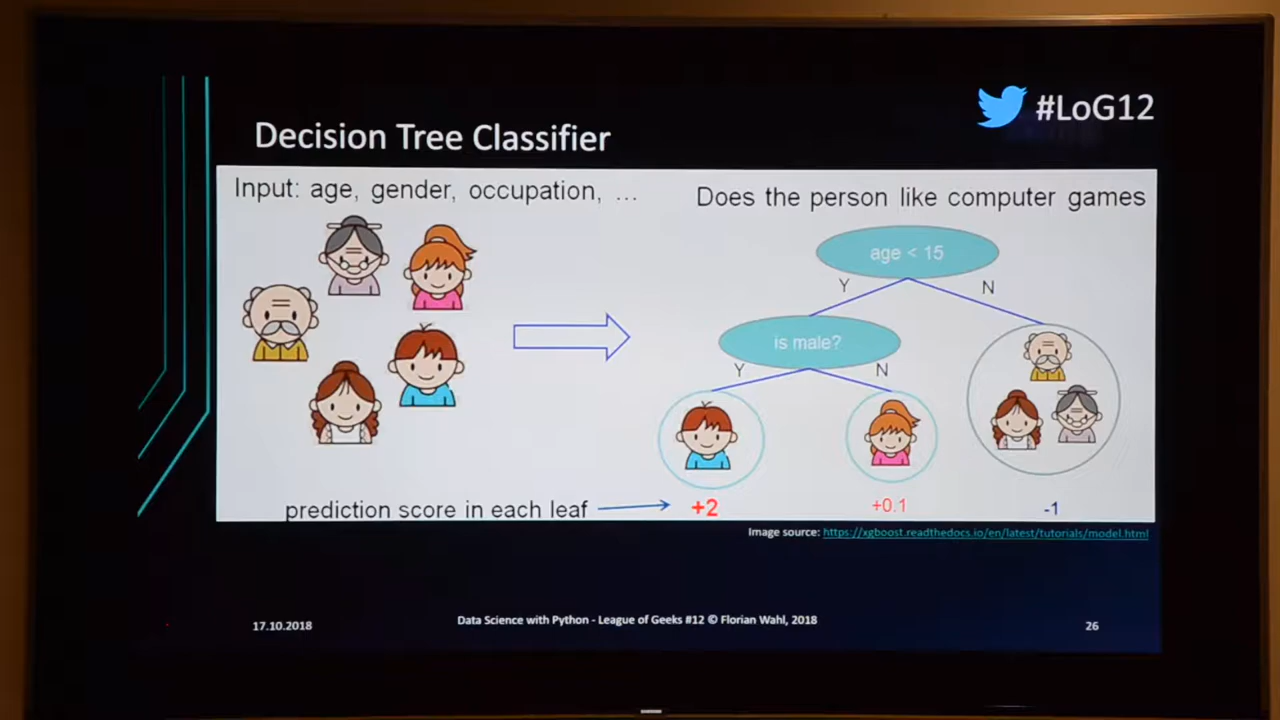 #LoG12
Decision Tree Classifier
Input: age, gender, occupation, ...
Does the person like computer games
age < 15
Y
N
is male?
Y
N
prediction score in each leaf
+2
+0.1
-1
Image source: https://xgboost.readthedocs.io/en/latest/tutorials/model.html
17.10.2018
Data Science with Python - League of Geeks #12 © Florian Wahl, 2018
26